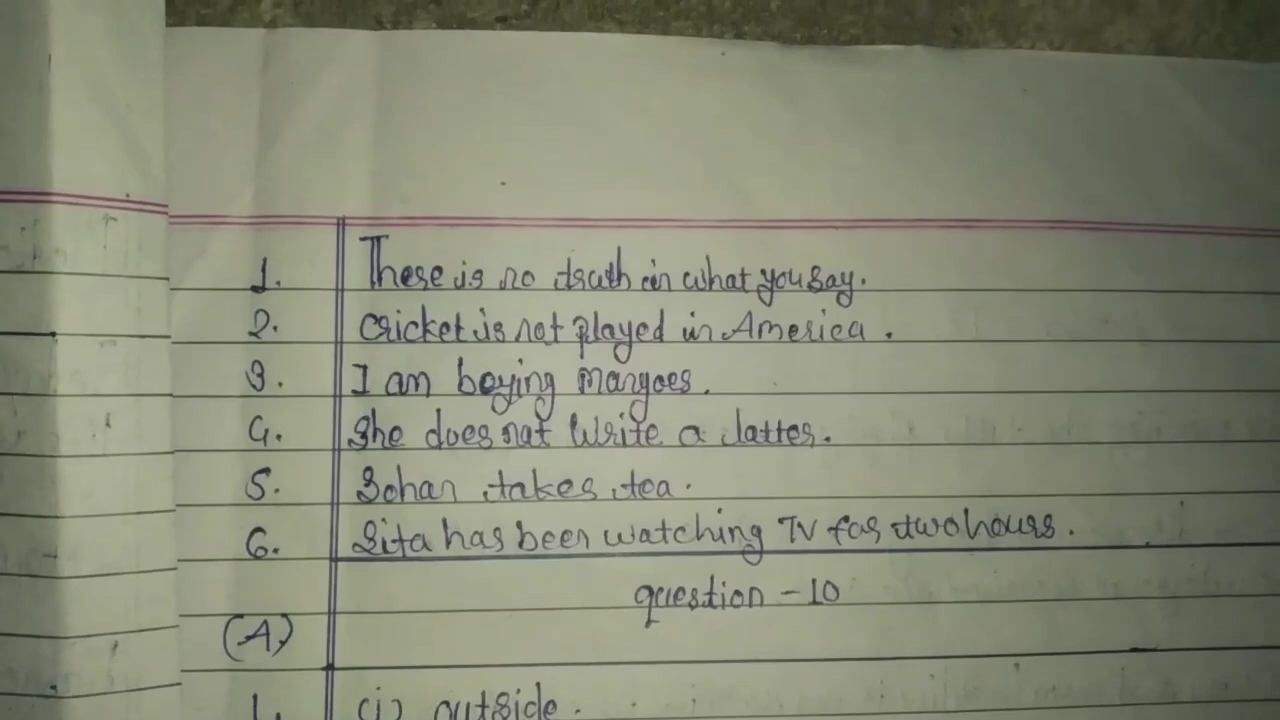 1. There is no truth in what you say.
2. Cricket is not played in America.
3. I am buying mangoes.
4. She does not write a latter.
5. Sohan takes tea.
6. Sita has been watching TV for two hours.
question - 10
(A)
1. (i) outside.